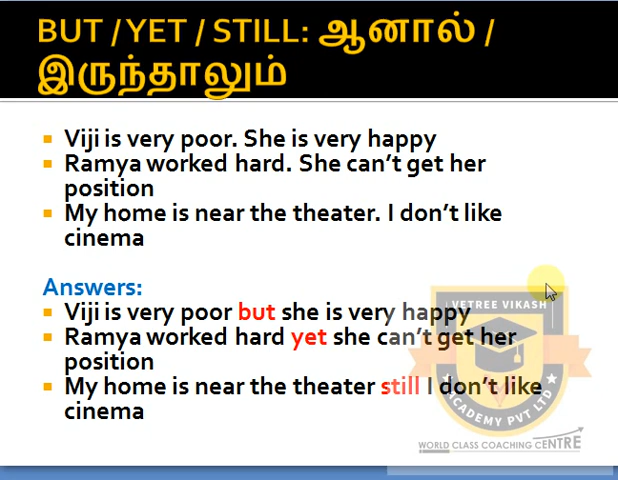 BUT / YET / STILL: ஆனால் /
இருந்தாலும்
Viji is very poor. She is very happy
Ramya worked hard. She can't get her
position
My home is near the theater. I don't like
cinema
Answers:
Viji is very poor but she is very happy
Ramya worked hard yet she can't get her
position
My home is near the theater still I don't like
cinema
VETREE VIKASH
ACADEMY PVT LTD
WORLD CLASS COACHING CENTRE